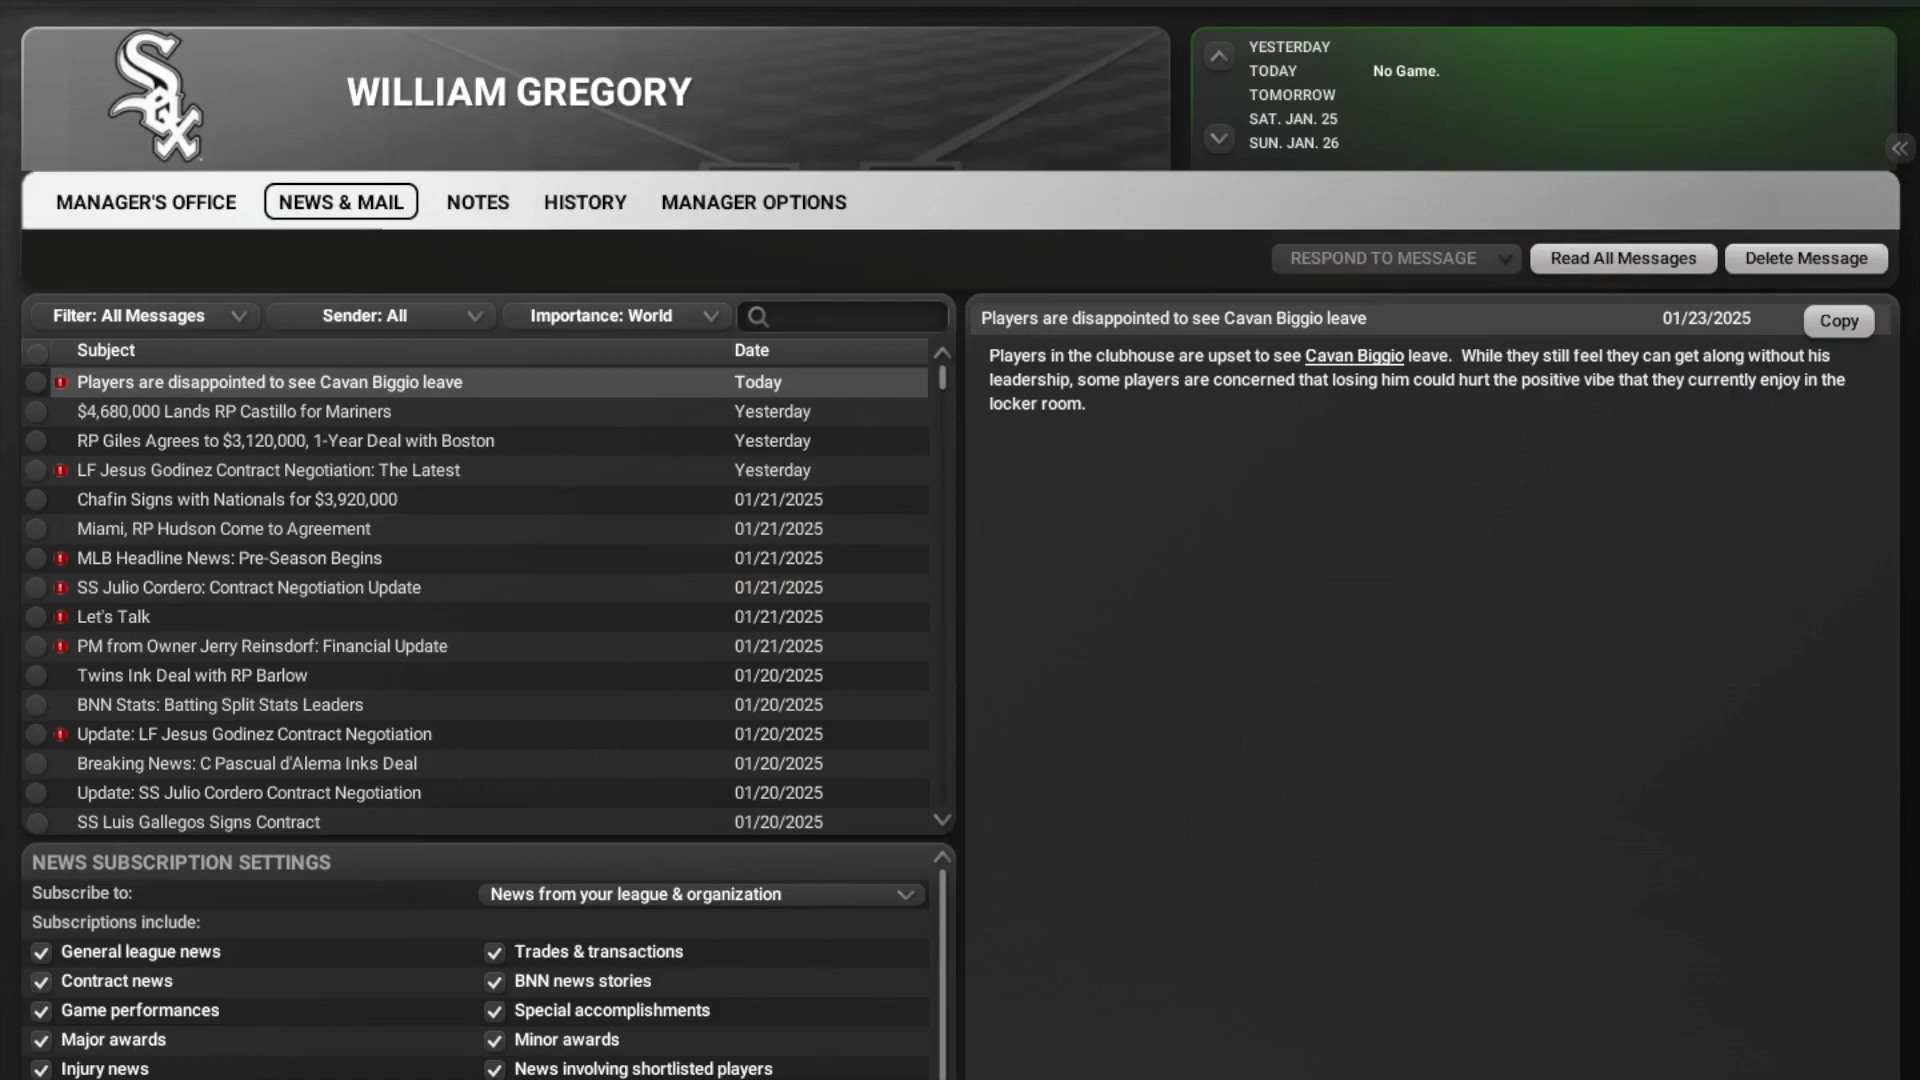 Sox
WILLIAM GREGORY
YESTERDAY
TODAY No Game.
TOMORROW
SAT. JAN. 25
SUN. JAN. 26
MANAGER'S OFFICE NEWS & MAIL NOTES HISTORY MANAGER OPTIONS
RESPOND TO MESSAGE Read All Messages Delete Message
Filter: All Messages Sender: All Importance: World
Subject Date
Players are disappointed to see Cavan Biggio leave Today
$4,680,000 Lands RP Castillo for Mariners Yesterday
RP Giles Agrees to $3,120,000, 1-Year Deal with Boston Yesterday
LF Jesus Godinez Contract Negotiation: The Latest Yesterday
Chafin Signs with Nationals for $3,920,000 01/21/2025
Miami, RP Hudson Come to Agreement 01/21/2025
MLB Headline News: Pre-Season Begins 01/21/2025
SS Julio Cordero: Contract Negotiation Update 01/21/2025
Let's Talk 01/21/2025
PM from Owner Jerry Reinsdorf: Financial Update 01/21/2025
Twins Ink Deal with RP Barlow 01/20/2025
BNN Stats: Batting Split Stats Leaders 01/20/2025
Update: LF Jesus Godinez Contract Negotiation 01/20/2025
Breaking News: C Pascual d'Alema Inks Deal 01/20/2025
Update: SS Julio Cordero Contract Negotiation 01/20/2025
SS Luis Gallegos Signs Contract 01/20/2025
Players are disappointed to see Cavan Biggio leave 01/23/2025 Copy
Players in the clubhouse are upset to see Cavan Biggio leave. While they still feel they can get along without his
leadership, some players are concerned that losing him could hurt the positive vibe that they currently enjoy in the
locker room.
NEWS SUBSCRIPTION SETTINGS
Subscribe to: News from your league & organization
Subscriptions include:
General league news Trades & transactions
Contract news BNN news stories
Game performances Special accomplishments
Major awards Minor awards
Injury news News involving shortlisted players